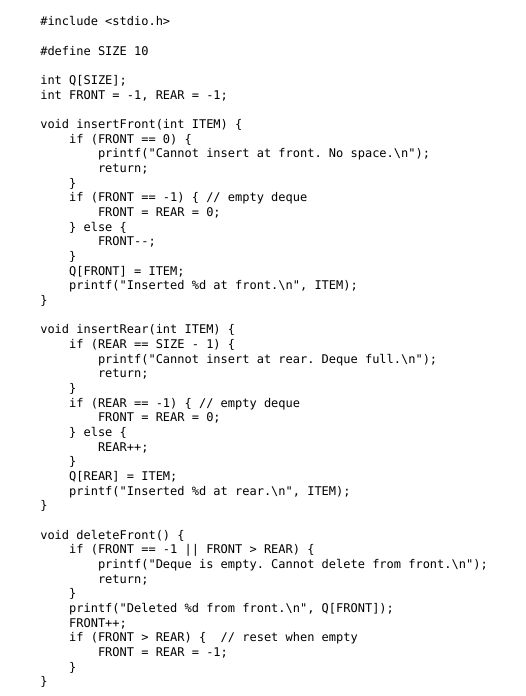 #include <stdio.h>

#define SIZE 10

int Q[SIZE];
int FRONT = -1, REAR = -1;

void insertFront(int ITEM) {
    if (FRONT == 0) {
        printf("Cannot insert at front. No space.\n");
        return;
    }
    if (FRONT == -1) { // empty deque
        FRONT = REAR = 0;
    } else {
        FRONT--;
    }
    Q[FRONT] = ITEM;
    printf("Inserted %d at front.\n", ITEM);
}

void insertRear(int ITEM) {
    if (REAR == SIZE - 1) {
        printf("Cannot insert at rear. Deque full.\n");
        return;
    }
    if (REAR == -1) { // empty deque
        FRONT = REAR = 0;
    } else {
        REAR++;
    }
    Q[REAR] = ITEM;
    printf("Inserted %d at rear.\n", ITEM);
}

void deleteFront() {
    if (FRONT == -1 || FRONT > REAR) {
        printf("Deque is empty. Cannot delete from front.\n");
        return;
    }
    printf("Deleted %d from front.\n", Q[FRONT]);
    FRONT++;
    if (FRONT > REAR) {  // reset when empty
        FRONT = REAR = -1;
    }
}